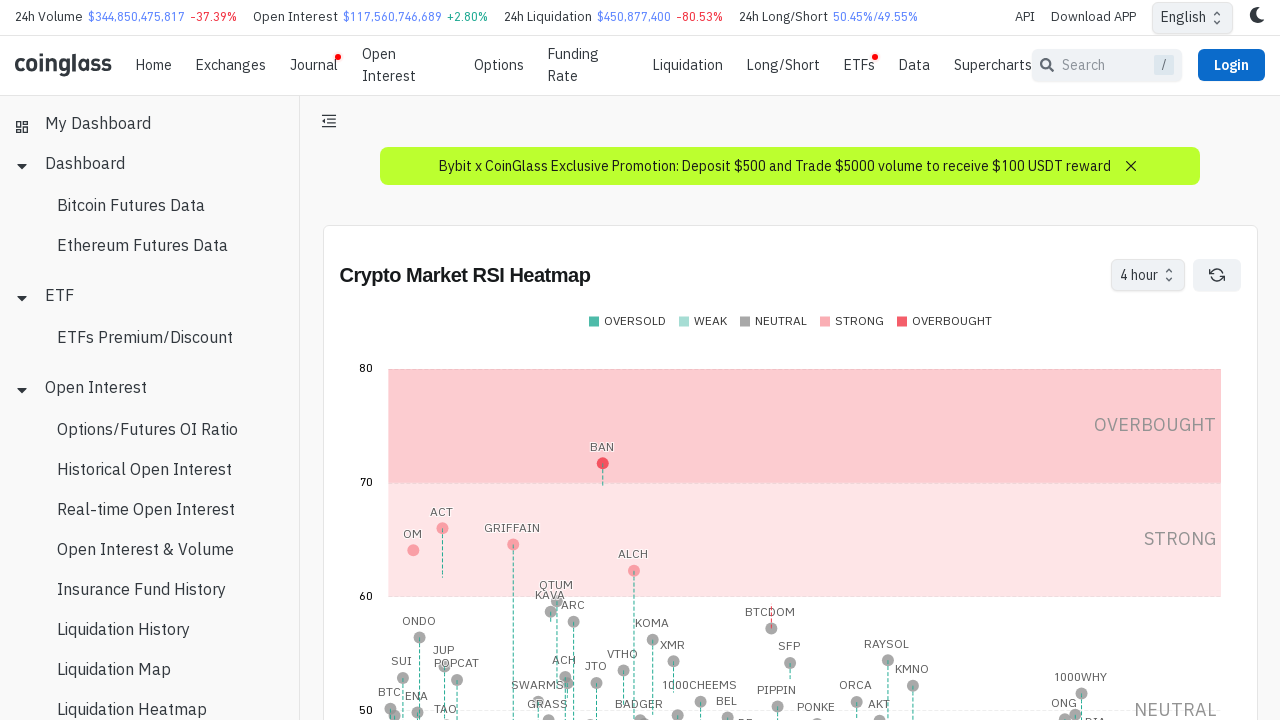 24h Volume $344,850,475,817 -37.39% Open Interest $117,560,746,689 +2.80% 24h Liquidation $450,877,400 -80.53% 24h Long/Short 50.45%/49.55% API Download APP English
coinglass Home Exchanges Journal Open Interest Options Funding Rate Liquidation Long/Short ETFs Data Supercharts Search / Login
My Dashboard
Dashboard
Bitcoin Futures Data
Ethereum Futures Data
ETF
ETFs Premium/Discount
Open Interest
Options/Futures OI Ratio
Historical Open Interest
Real-time Open Interest
Open Interest & Volume
Insurance Fund History
Liquidation History
Liquidation Map
Liquidation Heatmap
Bybit x CoinGlass Exclusive Promotion: Deposit $500 and Trade $5000 volume to receive $100 USDT reward
Crypto Market RSI Heatmap 4 hour
OVERSOLD WEAK NEUTRAL STRONG OVERBOUGHT
80
OVERBOUGHT
BAN
70
ACT
GRIFFAIN
OM
STRONG
ALCH
QTUM
KAVA
60
ARC
BTCDOM
ONDO
KOMA
XMR
SFP
RAYSOL
JUP
VTHO
SUI
POPCAT
ACH
JTO
KMNO
1000WHY
SWARMS
1000CHEEMS
ORCA
BTC
ENA
PIPPIN
GRASS
BADGER
BEL
AKT
ONG
TAO
PONKE
50
NEUTRAL